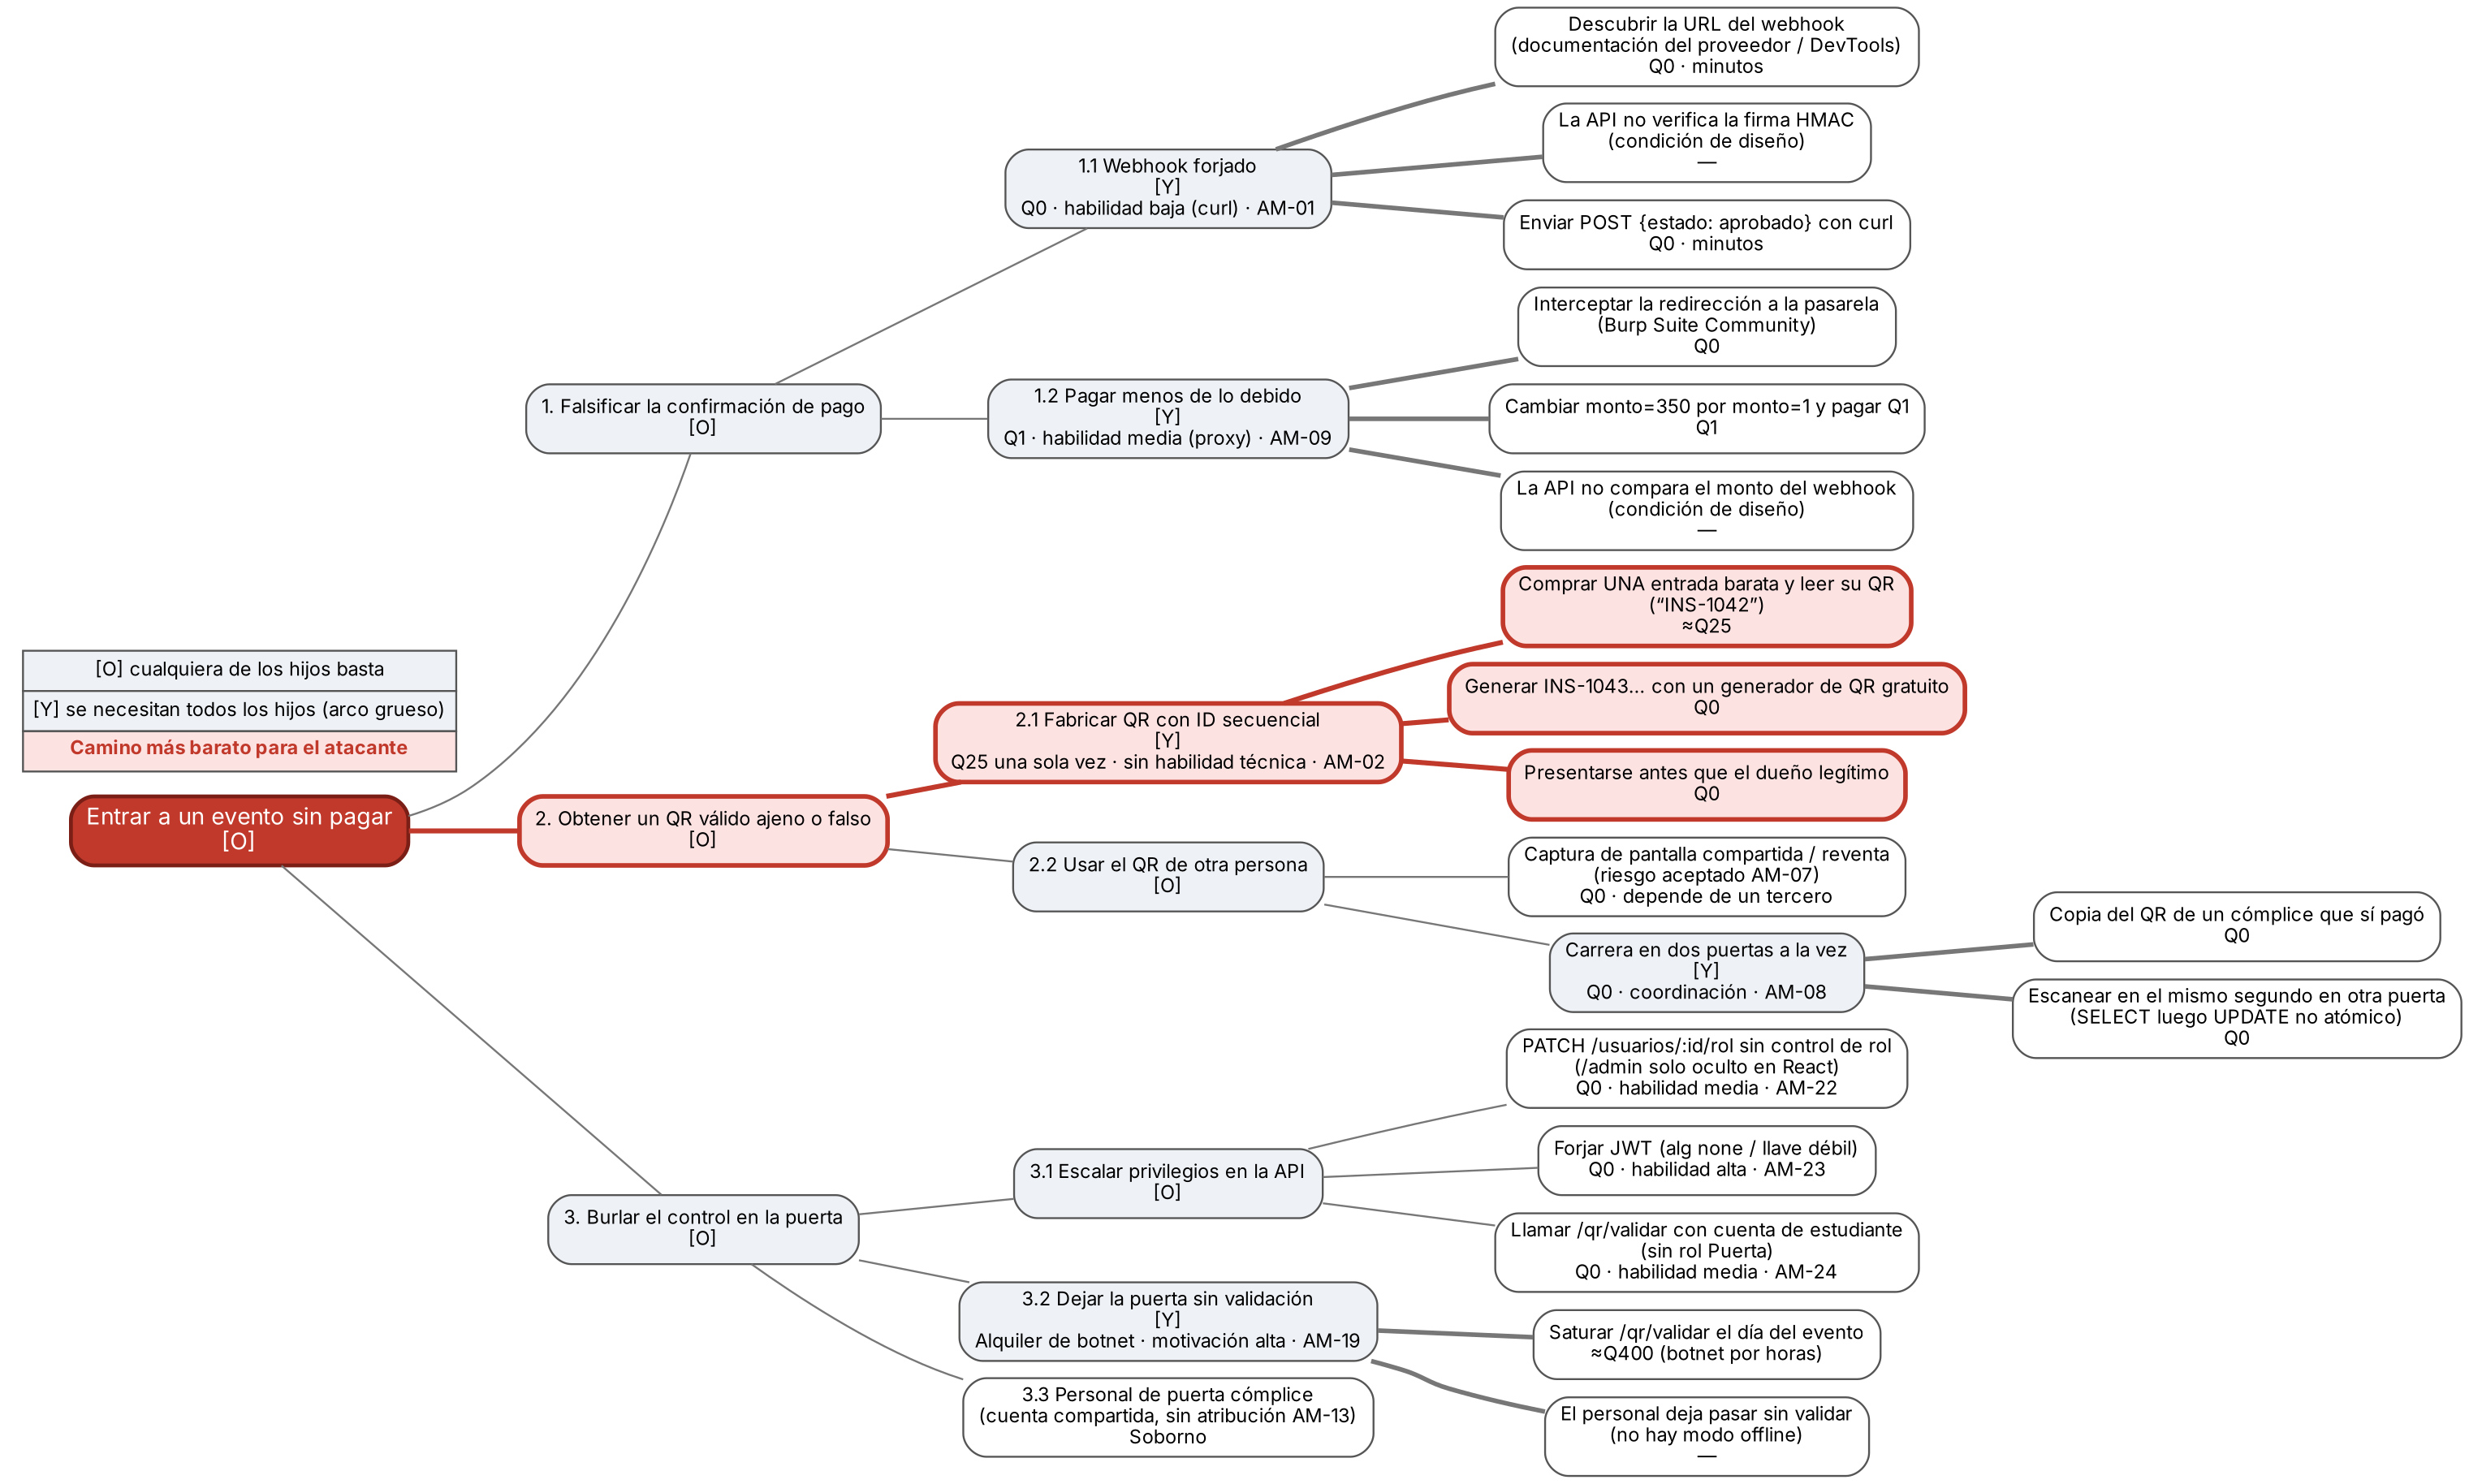 Descubrir la URL del webhook
(documentación del proveedor / DevTools)
Q0 · minutos
La API no verifica la firma HMAC
(condición de diseño)
—
1.1 Webhook forjado
[Y]
Q0 · habilidad baja (curl) · AM-01
Enviar POST {estado: aprobado} con curl
Q0 · minutos
Interceptar la redirección a la pasarela
(Burp Suite Community)
Q0
1. Falsificar la confirmación de pago
[O]
1.2 Pagar menos de lo debido
[Y]
Q1 · habilidad media (proxy) · AM-09
Cambiar monto=350 por monto=1 y pagar Q1
Q1
La API no compara el monto del webhook
(condición de diseño)
—
Comprar UNA entrada barata y leer su QR
(“INS-1042”)
≈Q25
[O] cualquiera de los hijos basta
[Y] se necesitan todos los hijos (arco grueso)
Camino más barato para el atacante
Generar INS-1043… con un generador de QR gratuito
Q0
2.1 Fabricar QR con ID secuencial
[Y]
Q25 una sola vez · sin habilidad técnica · AM-02
Presentarse antes que el dueño legítimo
Q0
Entrar a un evento sin pagar
[O]
2. Obtener un QR válido ajeno o falso
[O]
2.2 Usar el QR de otra persona
[O]
Captura de pantalla compartida / reventa
(riesgo aceptado AM-07)
Q0 · depende de un tercero
Copia del QR de un cómplice que sí pagó
Q0
Carrera en dos puertas a la vez
[Y]
Q0 · coordinación · AM-08
Escanear en el mismo segundo en otra puerta
(SELECT luego UPDATE no atómico)
Q0
PATCH /usuarios/:id/rol sin control de rol
(/admin solo oculto en React)
Q0 · habilidad media · AM-22
Forjar JWT (alg none / llave débil)
Q0 · habilidad alta · AM-23
3.1 Escalar privilegios en la API
[O]
3. Burlar el control en la puerta
[O]
Llamar /qr/validar con cuenta de estudiante
(sin rol Puerta)
Q0 · habilidad media · AM-24
3.2 Dejar la puerta sin validación
[Y]
Alquiler de botnet · motivación alta · AM-19
Saturar /qr/validar el día del evento
≈Q400 (botnet por horas)
3.3 Personal de puerta cómplice
(cuenta compartida, sin atribución AM-13)
Soborno
El personal deja pasar sin validar
(no hay modo offline)
—